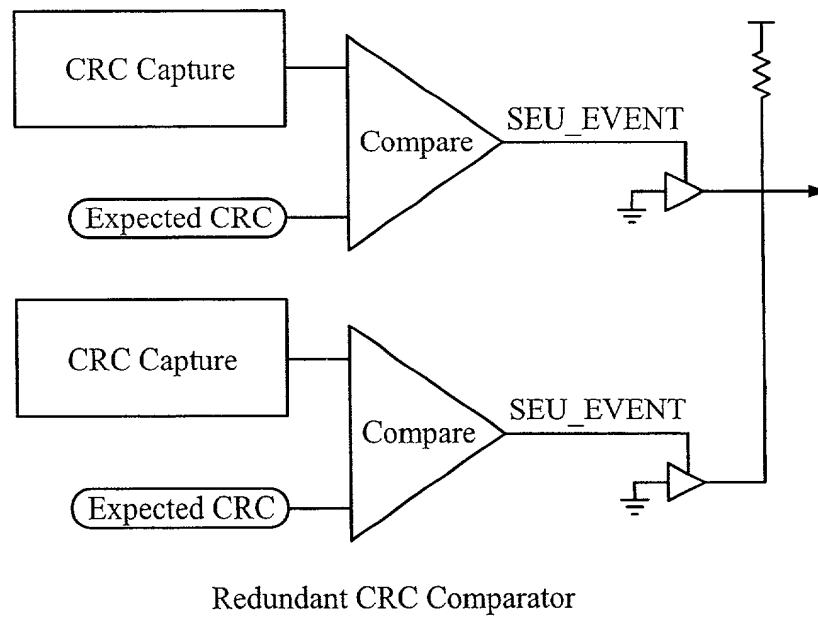 CRC Capture
SEU_EVENT
Compare
Expected CRC
CRC Capture
SEU_EVENT
Compare
Expected CRC
Redundant CRC Comparator